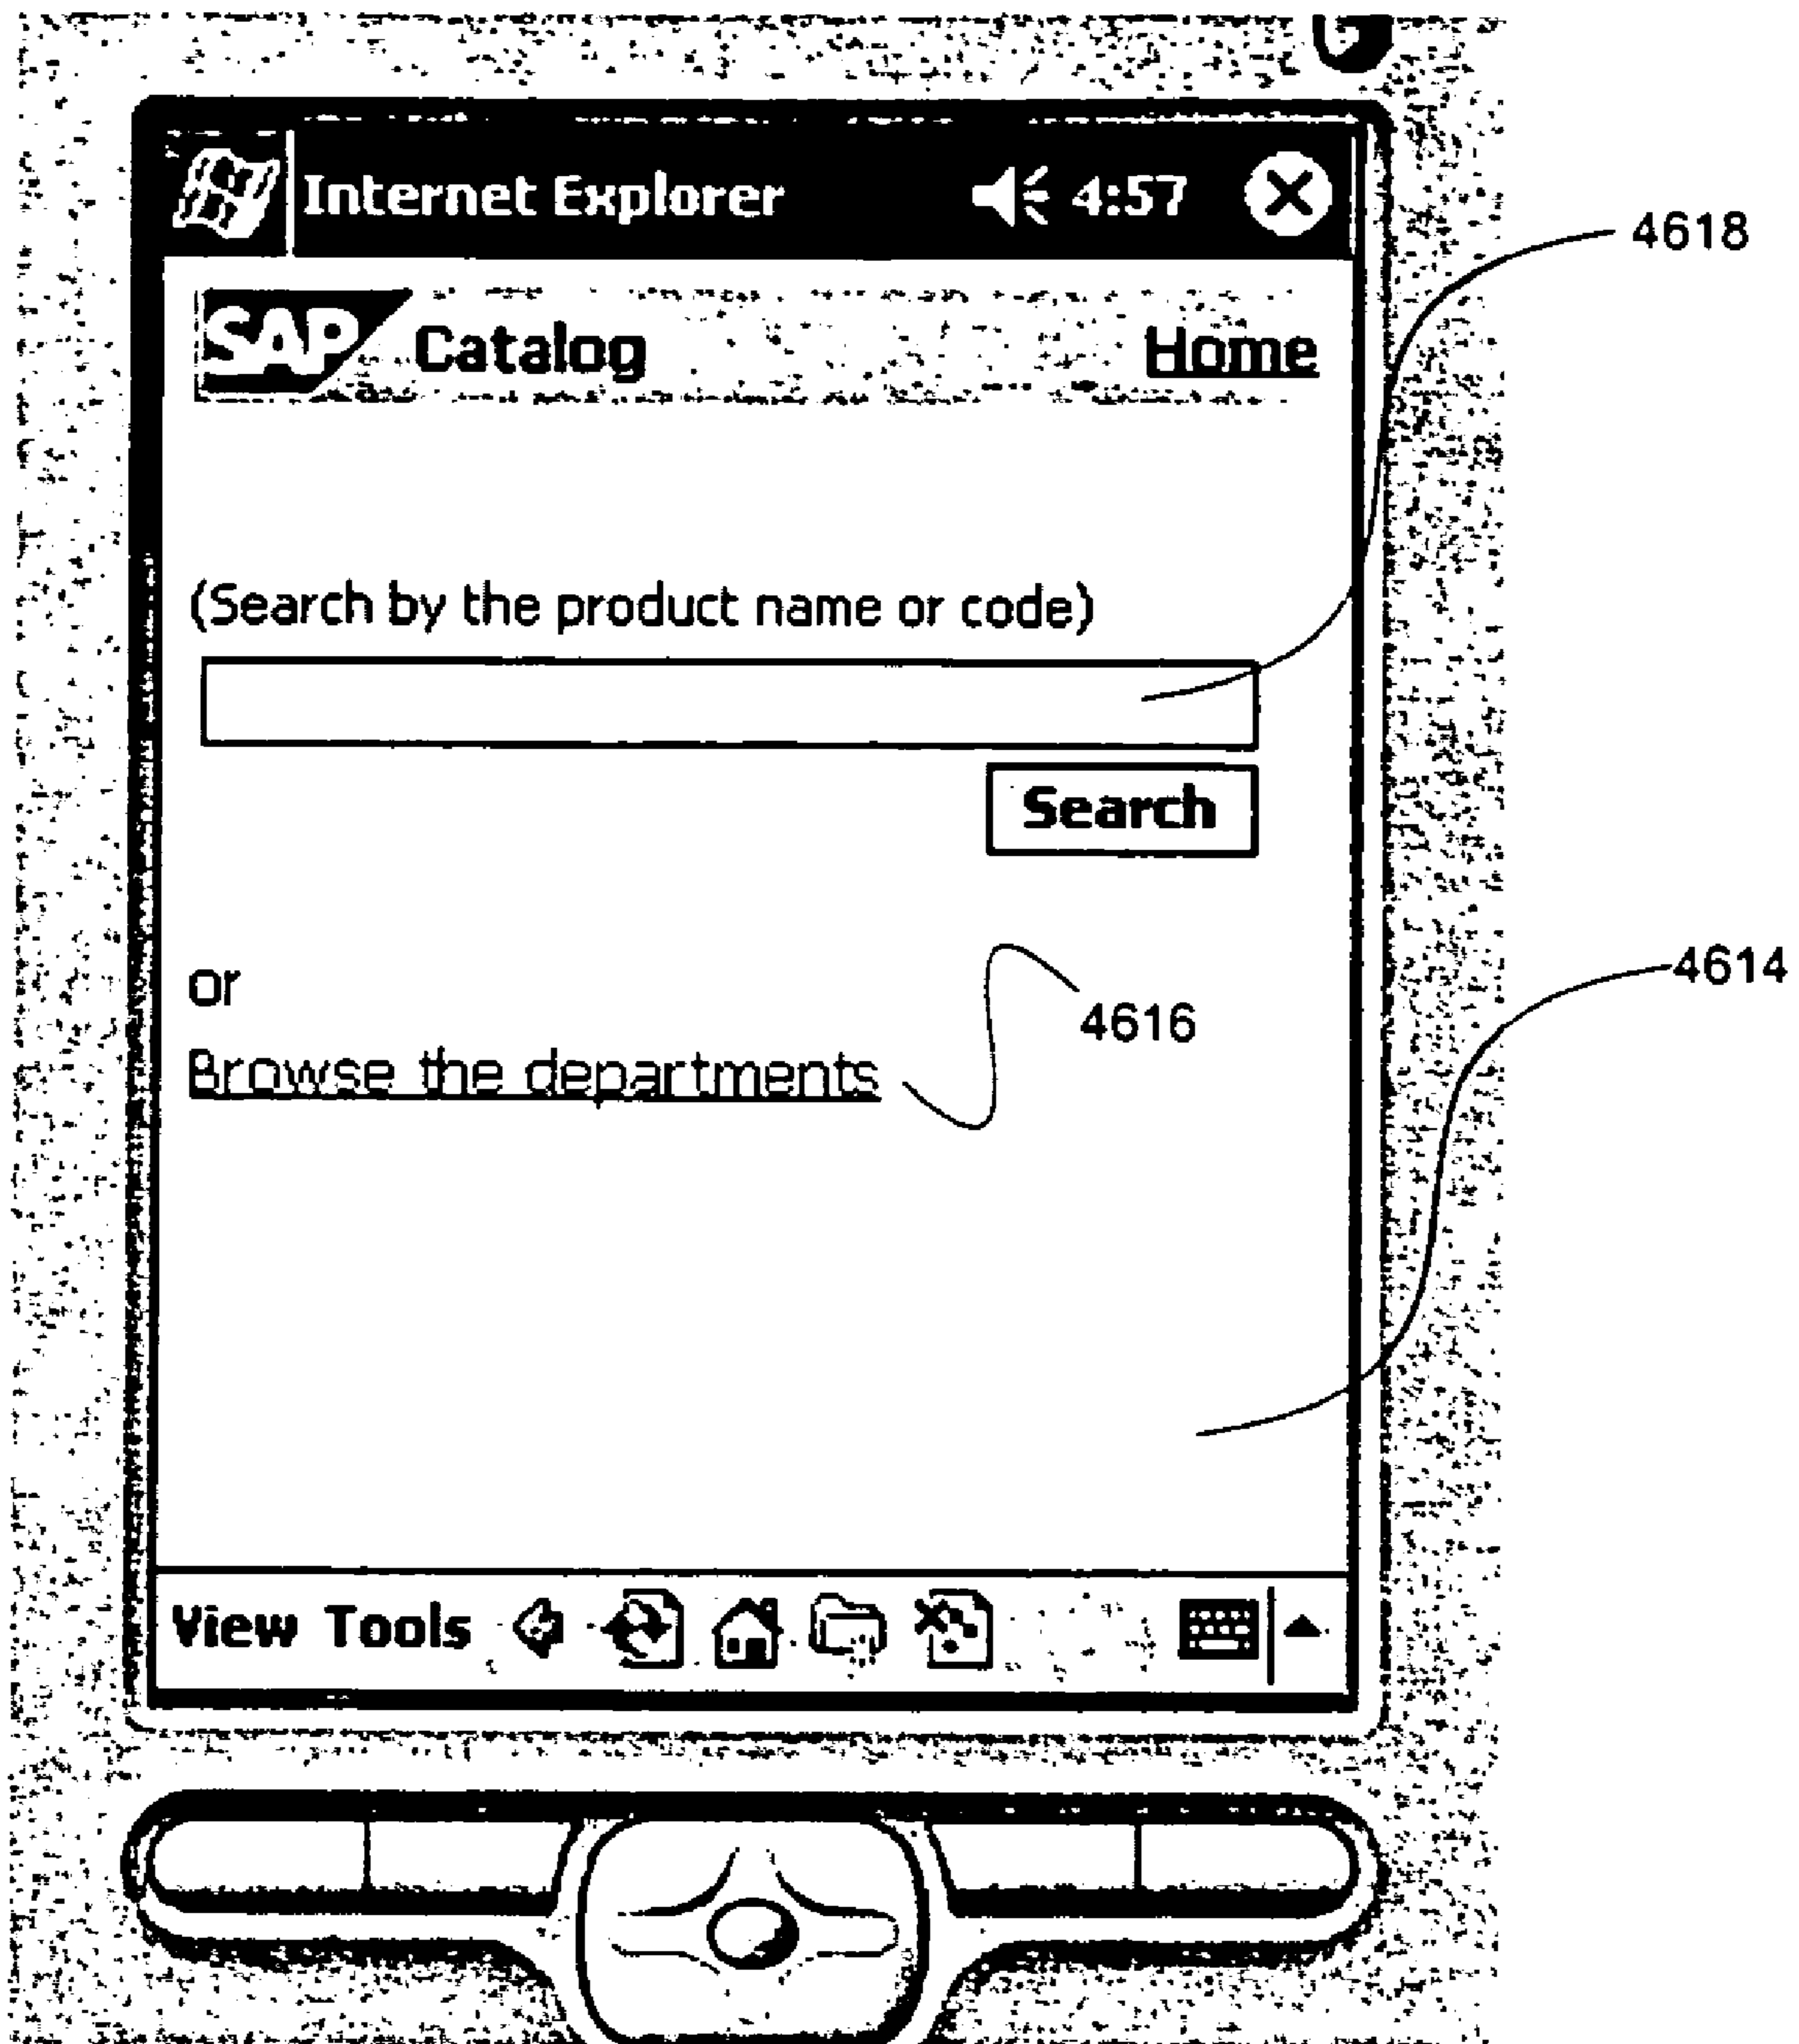 Internet Explorer 4:57
4618
SAP Catalog Home
(Search by the product name or code)
Search
4614
or
4616
Browse the departments
View Tools